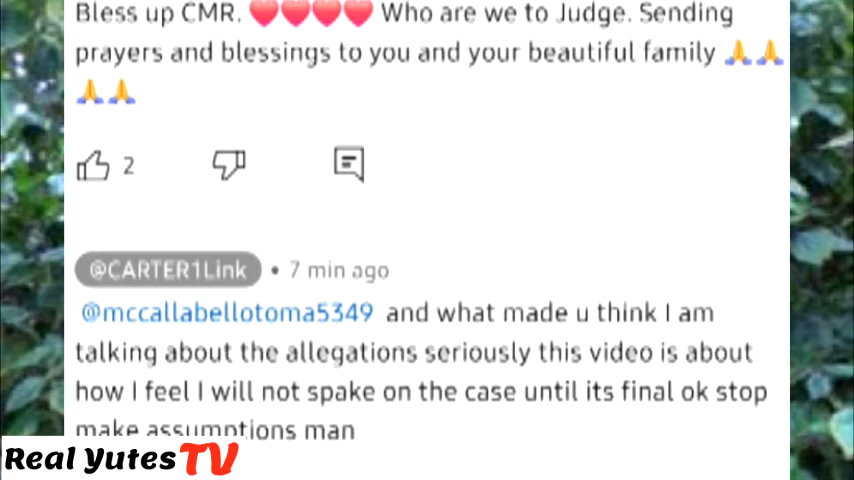 Bless up CMR. ❤️❤️❤️❤️ Who are we to Judge. Sending
prayers and blessings to you and your beautiful family 🙏🙏
🙏🙏
2
@CARTER1Link • 7 min ago
@mccallabellotoma5349 and what made u think I am
talking about the allegations seriously this video is about
how I feel I will not spake on the case until its final ok stop
make assumptions man
Real Yutes TV